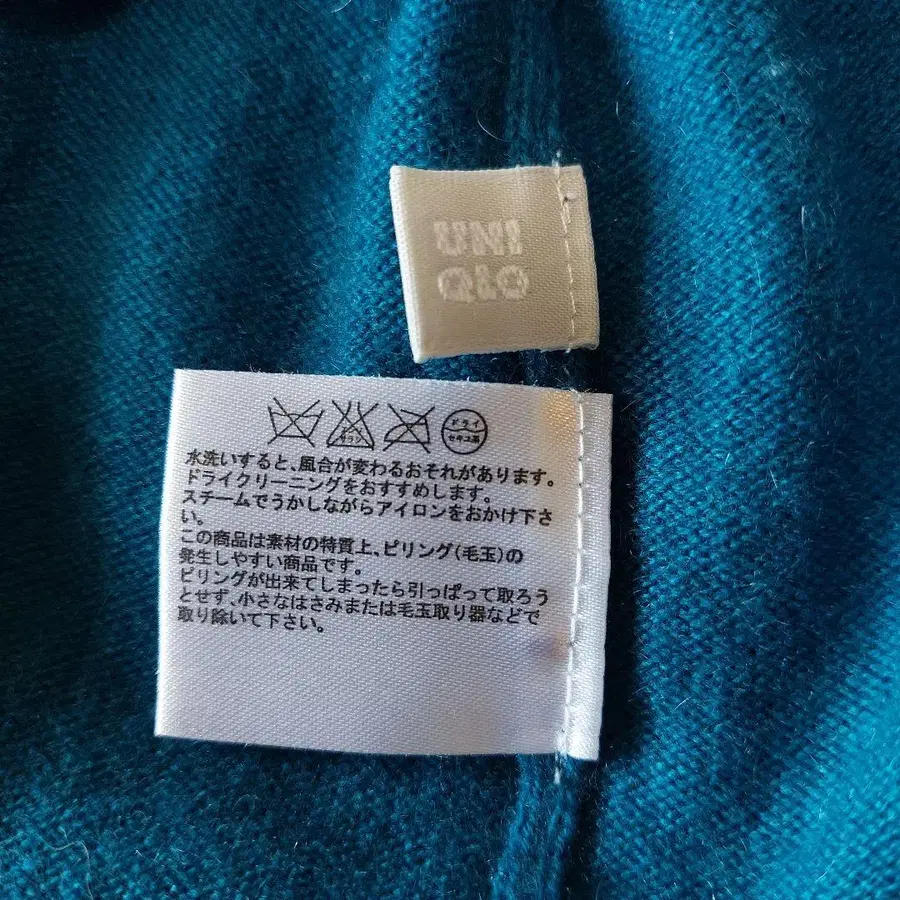 UNI
QLO
エンソ サラシ
ドライ
セキユ系
水洗いすると、風合が変わるおそれがあります。
ドライクリーニングをおすすめします。
スチームでうかしながらアイロンをおかけ下さ
い。
この商品は素材の特質上、ピリング(毛玉)の
発生しやすい商品です。
ピリングが出来てしまったら引っぱって取ろう
とせず、小さなはさみまたは毛玉取り器などで
取り除いて下さい。